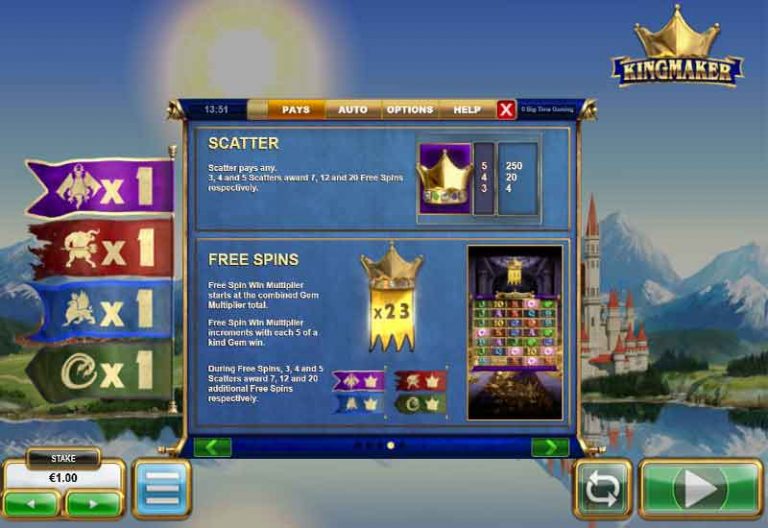 KINGMAKER
13:51
PAYS
AUTO
OPTIONS
HELP
X
© Big Time Gaming
SCATTER
Scatter pays any.
3, 4 and 5 Scatters award 7, 12 and 20 Free Spins
respectively.
5 250
4 20
3 4
x 1
x 1
x 1
x 1
FREE SPINS
Free Spin Win Multiplier
starts at the combined Gem
Multiplier total.
Free Spin Win Multiplier
increments with each 5 of a
kind Gem win.
During Free Spins, 3, 4 and 5
Scatters award 7, 12 and 20
additional Free Spins
respectively.
x23
STAKE
€1.00